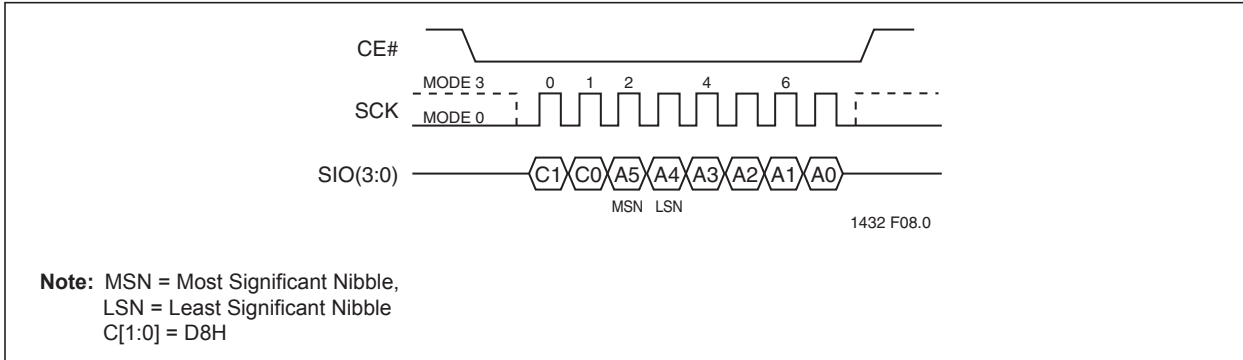 CE#
MODE 3 0 1 2 4 6
SCK
MODE 0
SIO(3:0) C1 C0 A5 A4 A3 A2 A1 A0
MSN LSN
1432 F08.0
Note: MSN = Most Significant Nibble,
LSN = Least Significant Nibble
C[1:0] = D8H